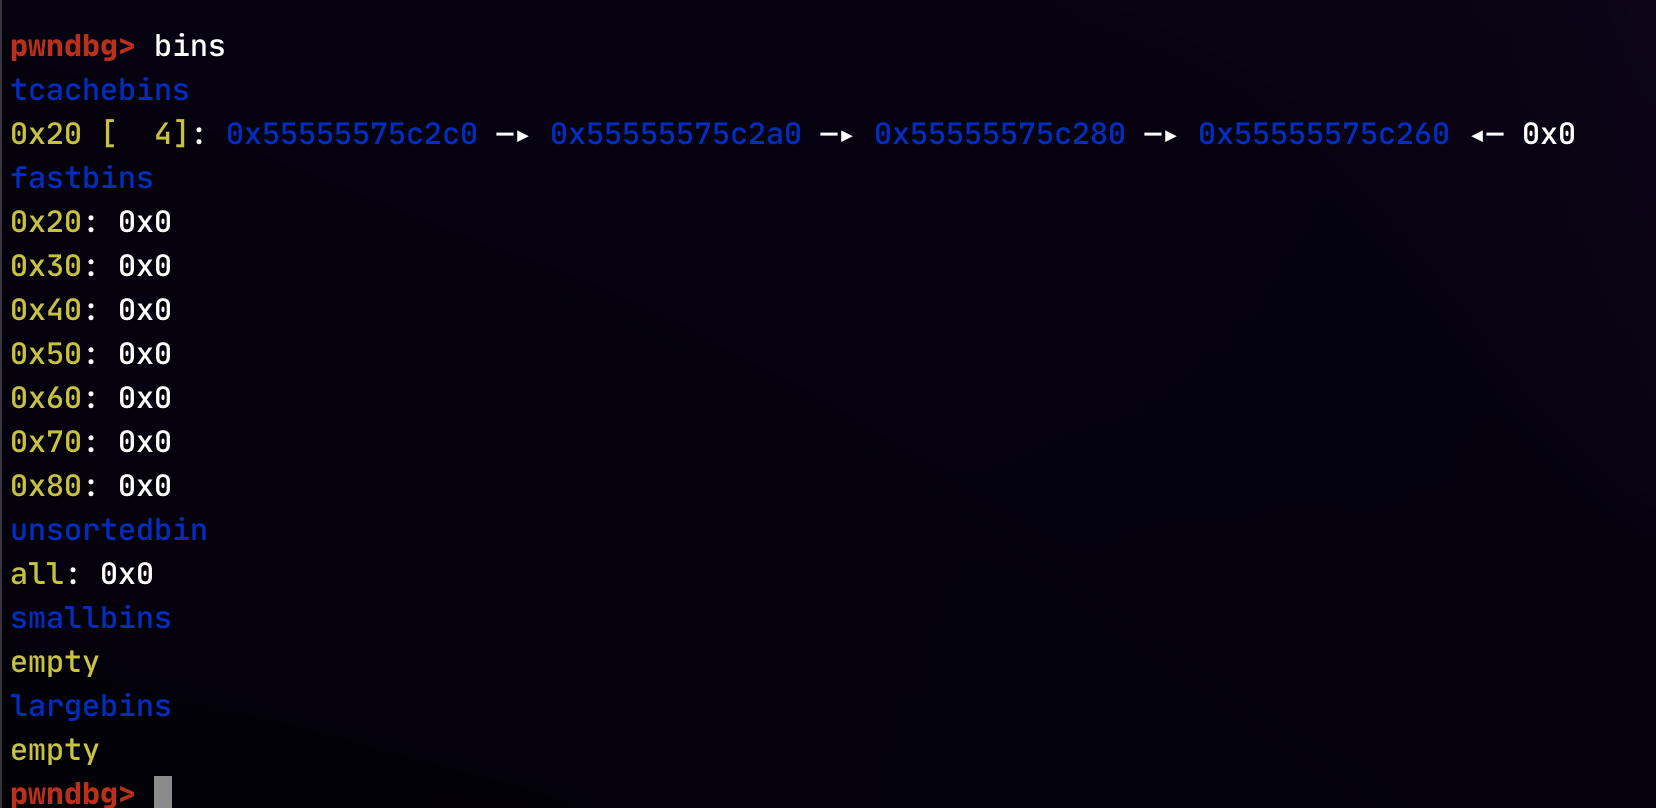 pwndbg> bins
tcachebins
0x20 [  4]: 0x55555575c2c0 —▸ 0x55555575c2a0 —▸ 0x55555575c280 —▸ 0x55555575c260 ◂— 0x0
fastbins
0x20: 0x0
0x30: 0x0
0x40: 0x0
0x50: 0x0
0x60: 0x0
0x70: 0x0
0x80: 0x0
unsortedbin
all: 0x0
smallbins
empty
largebins
empty
pwndbg>